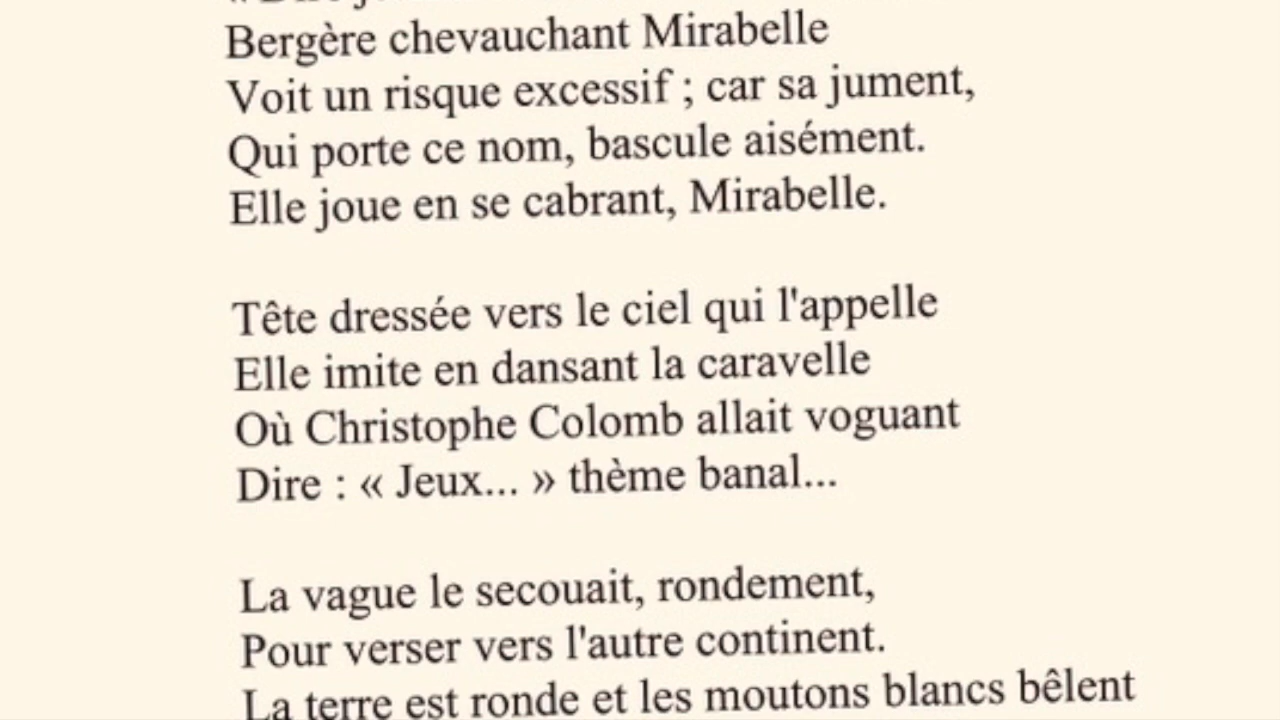 Bergère chevauchant Mirabelle
Voit un risque excessif ; car sa jument,
Qui porte ce nom, bascule aisément.
Elle joue en se cabrant, Mirabelle.
Tête dressée vers le ciel qui l'appelle
Elle imite en dansant la caravelle
Où Christophe Colomb allait voguant
Dire : « Jeux... » thème banal...
La vague le secouait, rondement,
Pour verser vers l'autre continent.
La terre est ronde et les moutons blancs bêlent